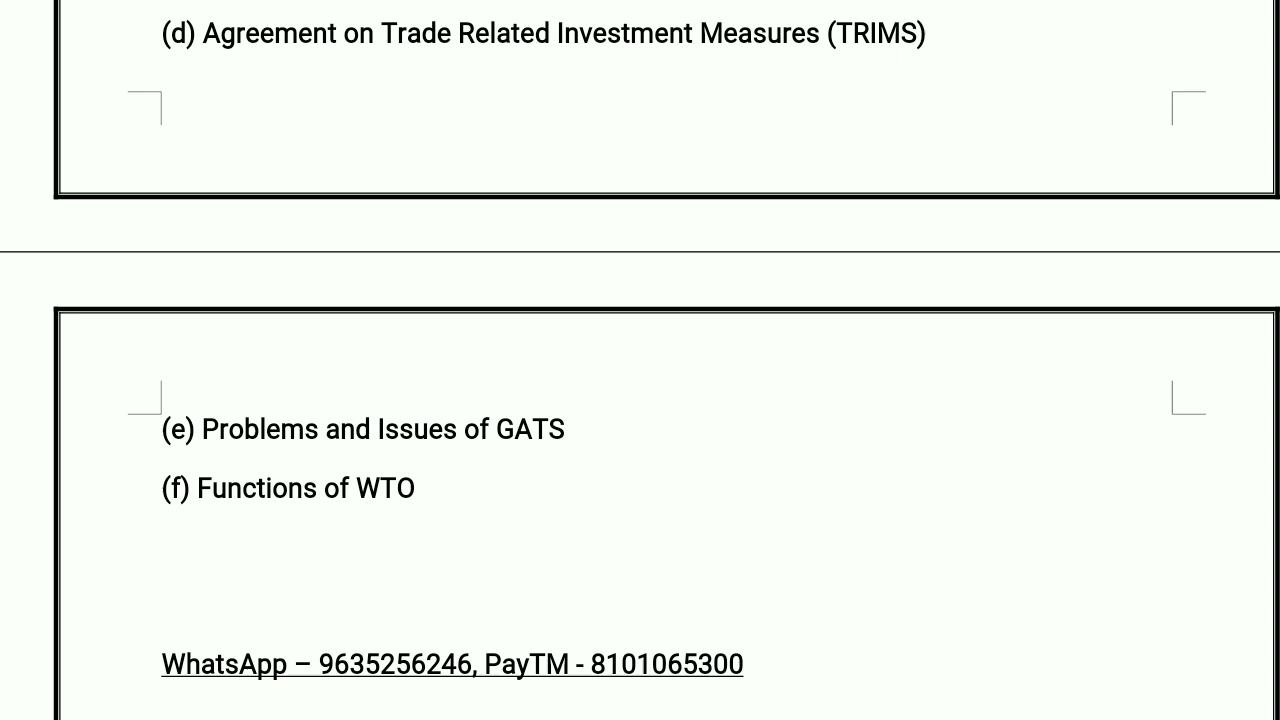 (d) Agreement on Trade Related Investment Measures (TRIMS)
(e) Problems and Issues of GATS
(f) Functions of WTO
WhatsApp – 9635256246, PayTM - 8101065300